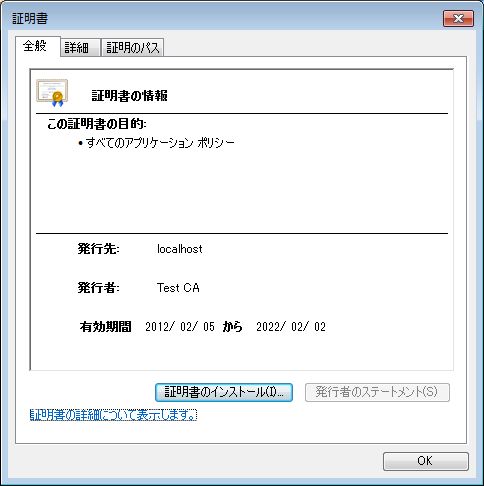 証明書
全般 詳細 証明のパス
証明書の情報
この証明書の目的:
• すべてのアプリケーション ポリシー
発行先: localhost
発行者: Test CA
有効期間 2012/ 02/ 05 から 2022/ 02/ 02
証明書のインストール(I)... 発行者のステートメント(S)
証明書の詳細について表示します。
OK